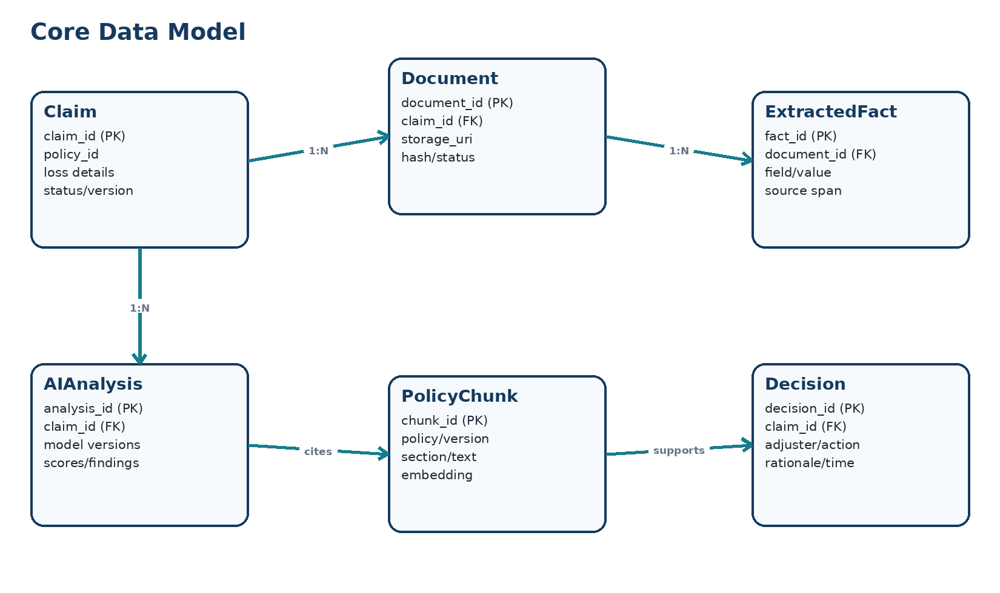 Core Data Model
Claim
claim_id (PK)
policy_id
loss details
status/version
1:N
Document
document_id (PK)
claim_id (FK)
storage_uri
hash/status
1:N
ExtractedFact
fact_id (PK)
document_id (FK)
field/value
source span
1:N
AIAnalysis
analysis_id (PK)
claim_id (FK)
model versions
scores/findings
cites
PolicyChunk
chunk_id (PK)
policy/version
section/text
embedding
supports
Decision
decision_id (PK)
claim_id (FK)
adjuster/action
rationale/time